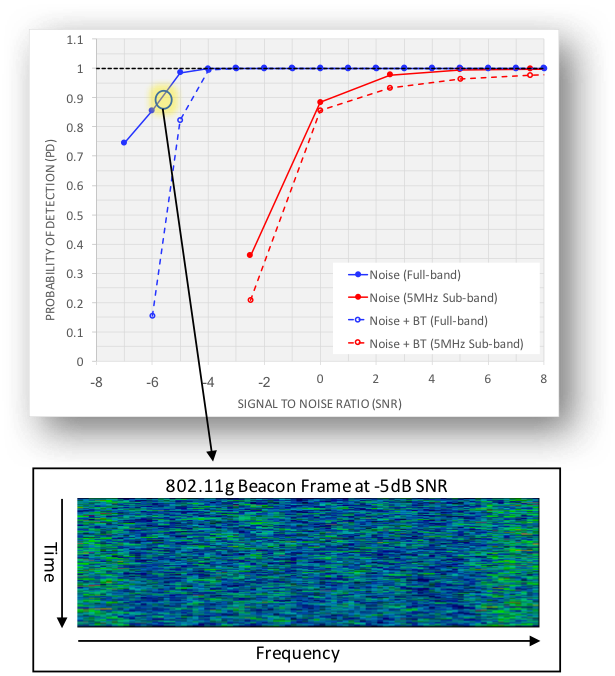 1.1
1
0.9
0.8
0.7
0.6
0.5
0.4
0.3
0.2
0.1
0
PROBABILITY OF DETECTION (PD)
-8
-6
-4
-2
0
2
4
6
8
SIGNAL TO NOISE RATIO (SNR)
Noise (Full-band)
Noise (5MHz Sub-band)
Noise + BT (Full-band)
Noise + BT (5MHz Sub-band)
802.11g Beacon Frame at -5dB SNR
Time
Frequency